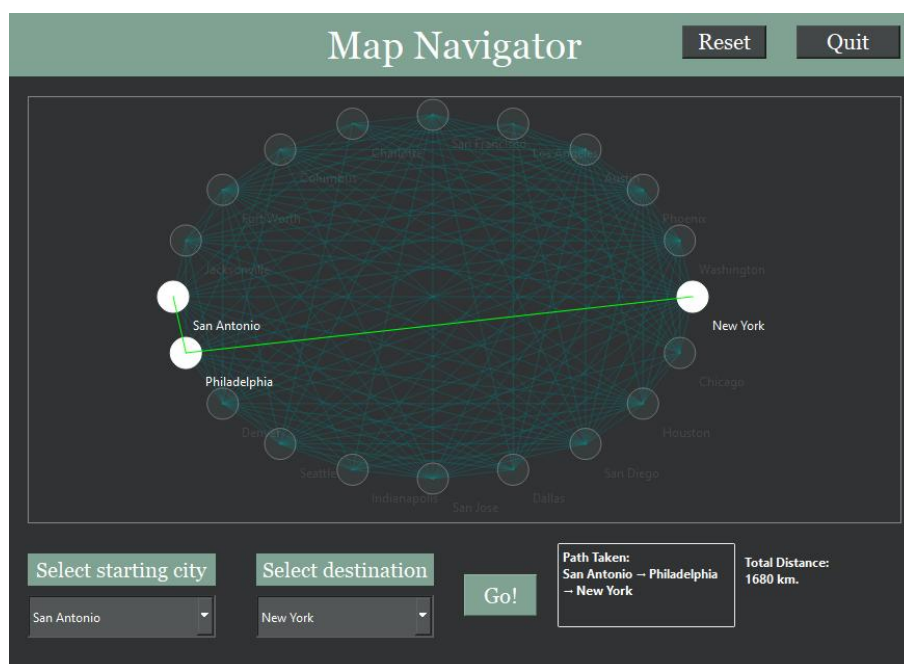 Map Navigator
Reset
Quit
San Francisco
Charlotte
Los Angeles
Columbus
Austin
Fort Worth
Phoenix
Jacksonville
Washington
San Antonio
New York
Philadelphia
Chicago
Denver
Houston
Seattle
San Diego
Indianapolis
Dallas
San Jose
Select starting city
Select destination
Go!
San Antonio
New York
Path Taken:
San Antonio → Philadelphia
→ New York
Total Distance:
1680 km.